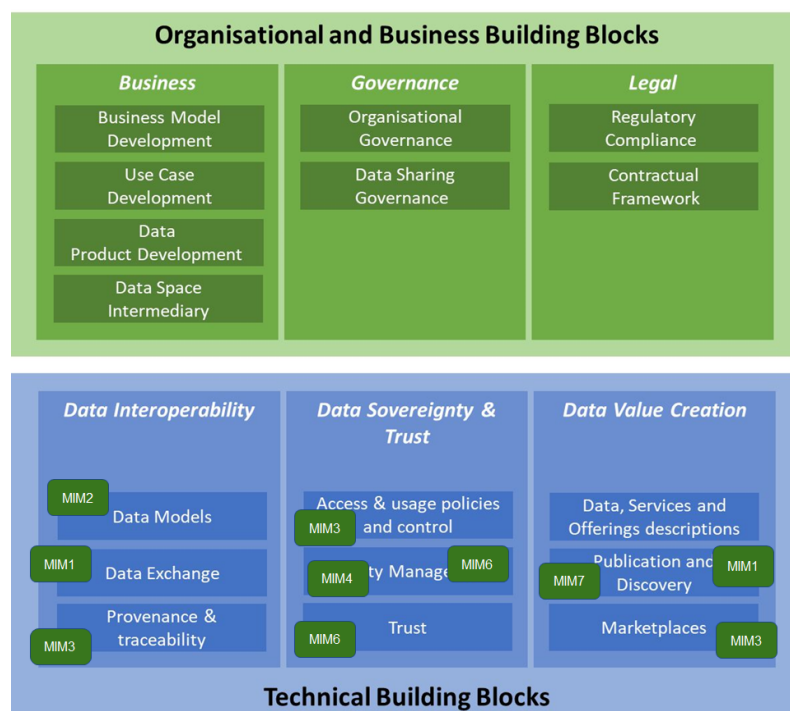 Organisational and Business Building Blocks
Business
Business Model
Development
Use Case
Development
Data
Product Development
Data Space
Intermediary
Governance
Organisational
Governance
Data Sharing
Governance
Legal
Regulatory
Compliance
Contractual
Framework
Data Interoperability
MIM2
Data Models
MIM1
Data Exchange
Provenance &
traceability
MIM3
Data Sovereignty &
Trust
Access & usage policies
and control
MIM3
MIM6
MIM4
MIM6
Trust
Data Value Creation
Data, Services and
Offerings descriptions
Publication and
Discovery
MIM1
MIM7
Marketplaces
MIM3
Technical Building Blocks